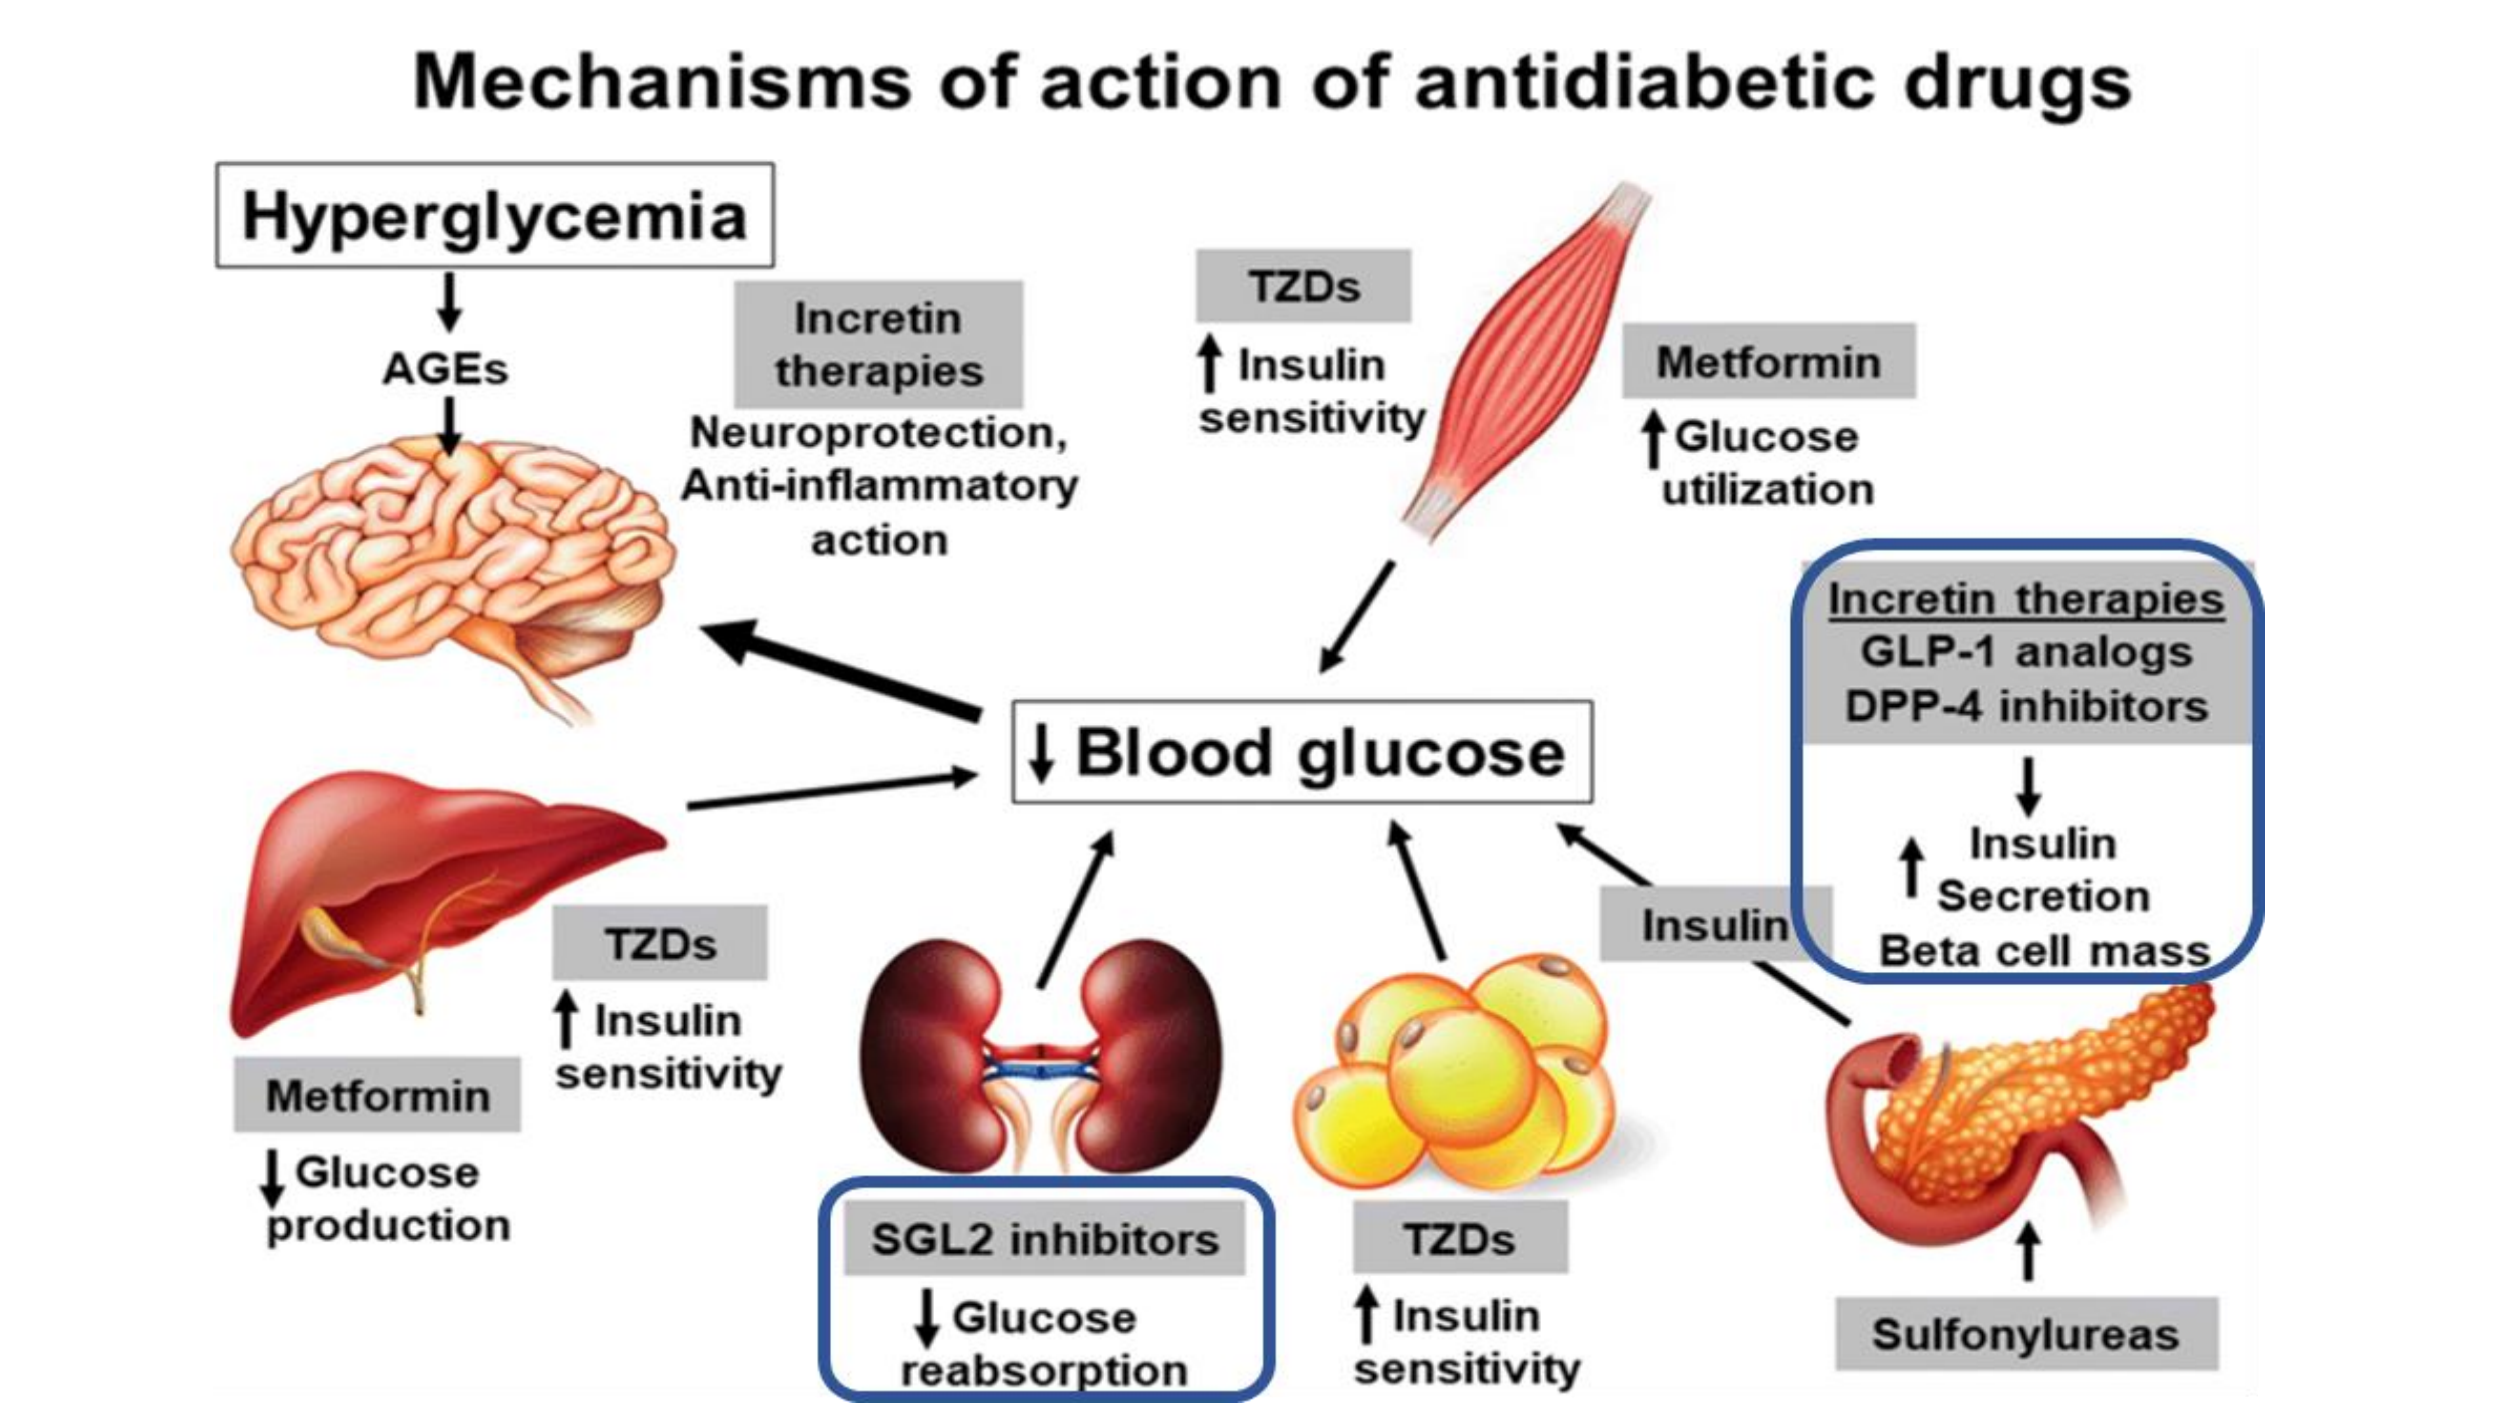 Mechanisms of action of antidiabetic drugs
Hyperglycemia
AGEs
Incretin
therapies
Neuroprotection,
Anti-inflammatory
action
TZDs
↑ Insulin
sensitivity
Metformin
↑ Glucose
utilization
Incretin therapies
GLP-1 analogs
DPP-4 inhibitors
↓
↑ Insulin
Secretion
Beta cell mass
↓ Blood glucose
Insulin
TZDs
↑ Insulin
sensitivity
Metformin
↓ Glucose
production
SGL2 inhibitors
↓ Glucose
reabsorption
TZDs
↑ Insulin
sensitivity
Sulfonylureas